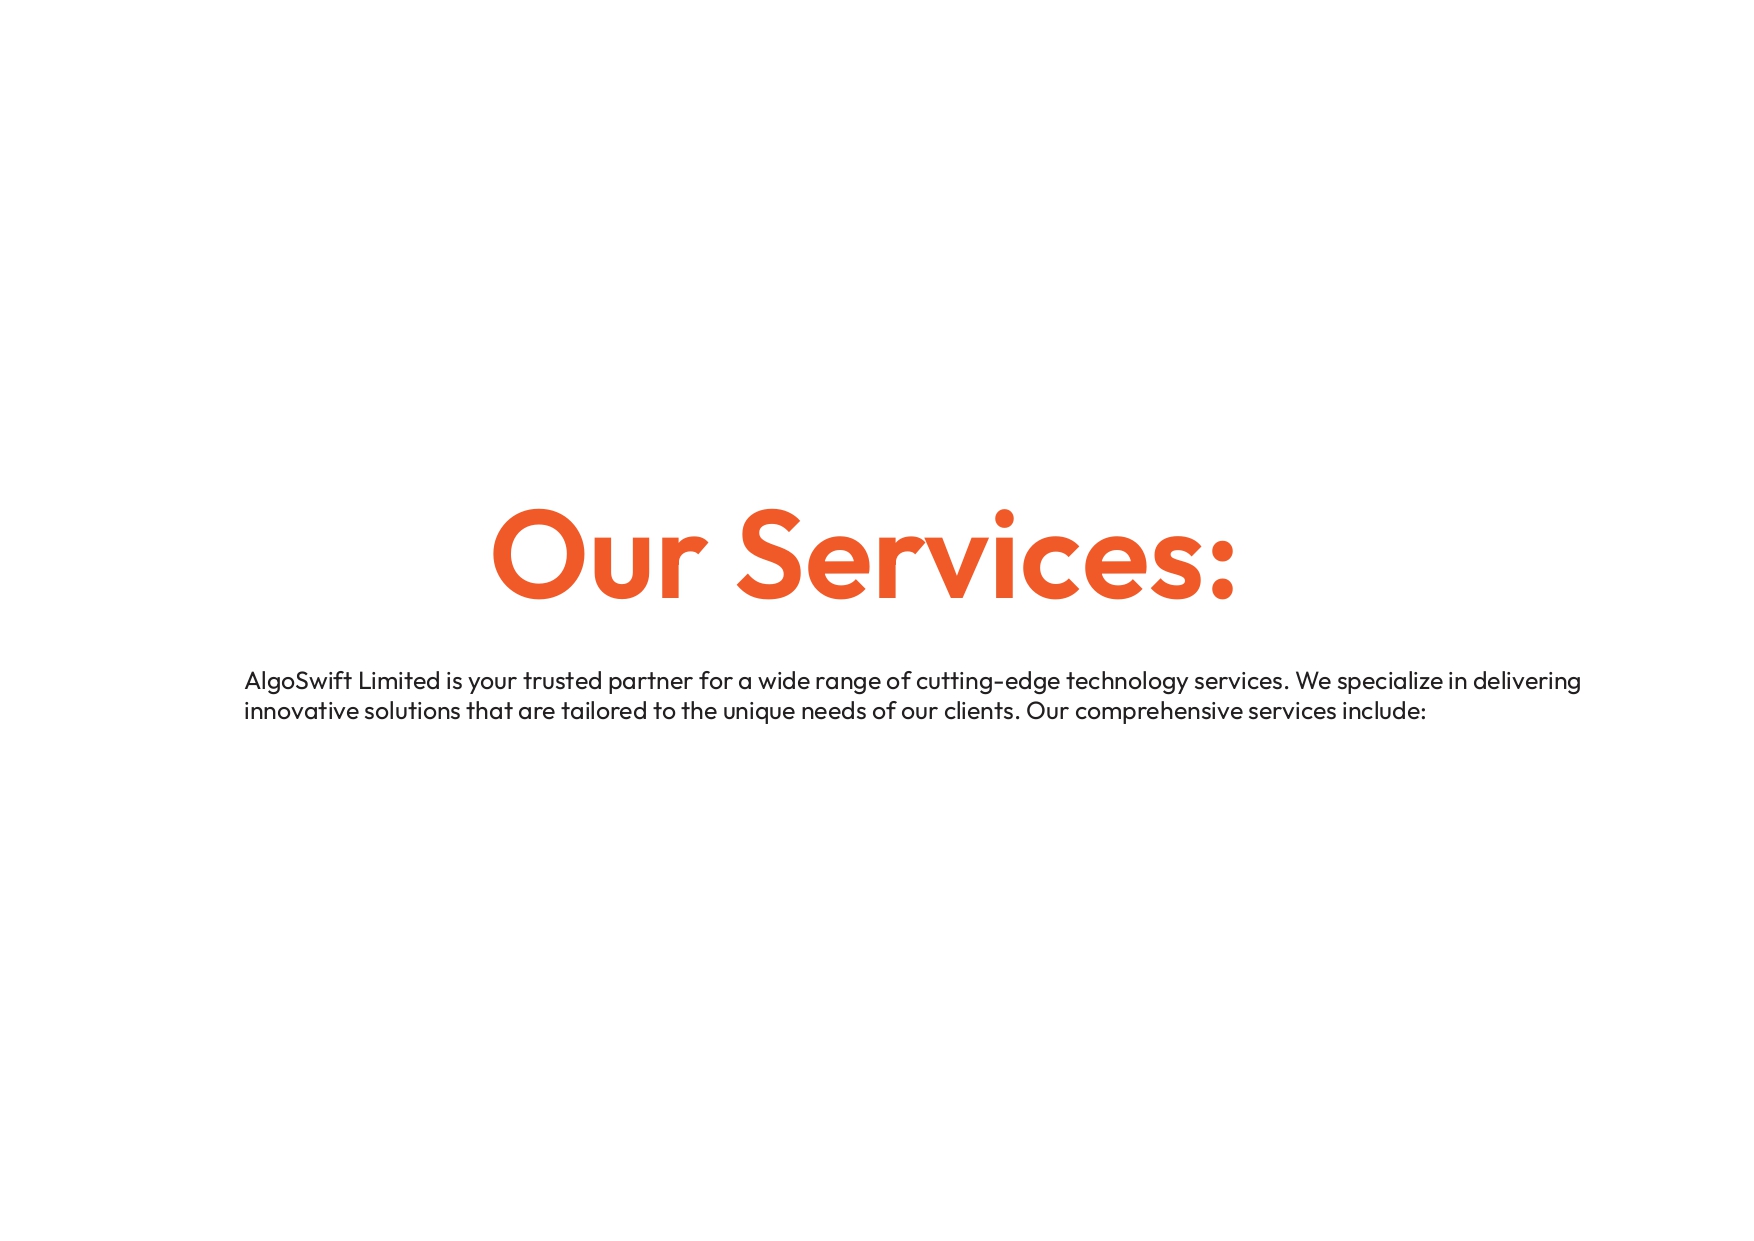 Our Services:
AlgoSwift Limited is your trusted partner for a wide range of cutting-edge technology services. We specialize in delivering
innovative solutions that are tailored to the unique needs of our clients. Our comprehensive services include: